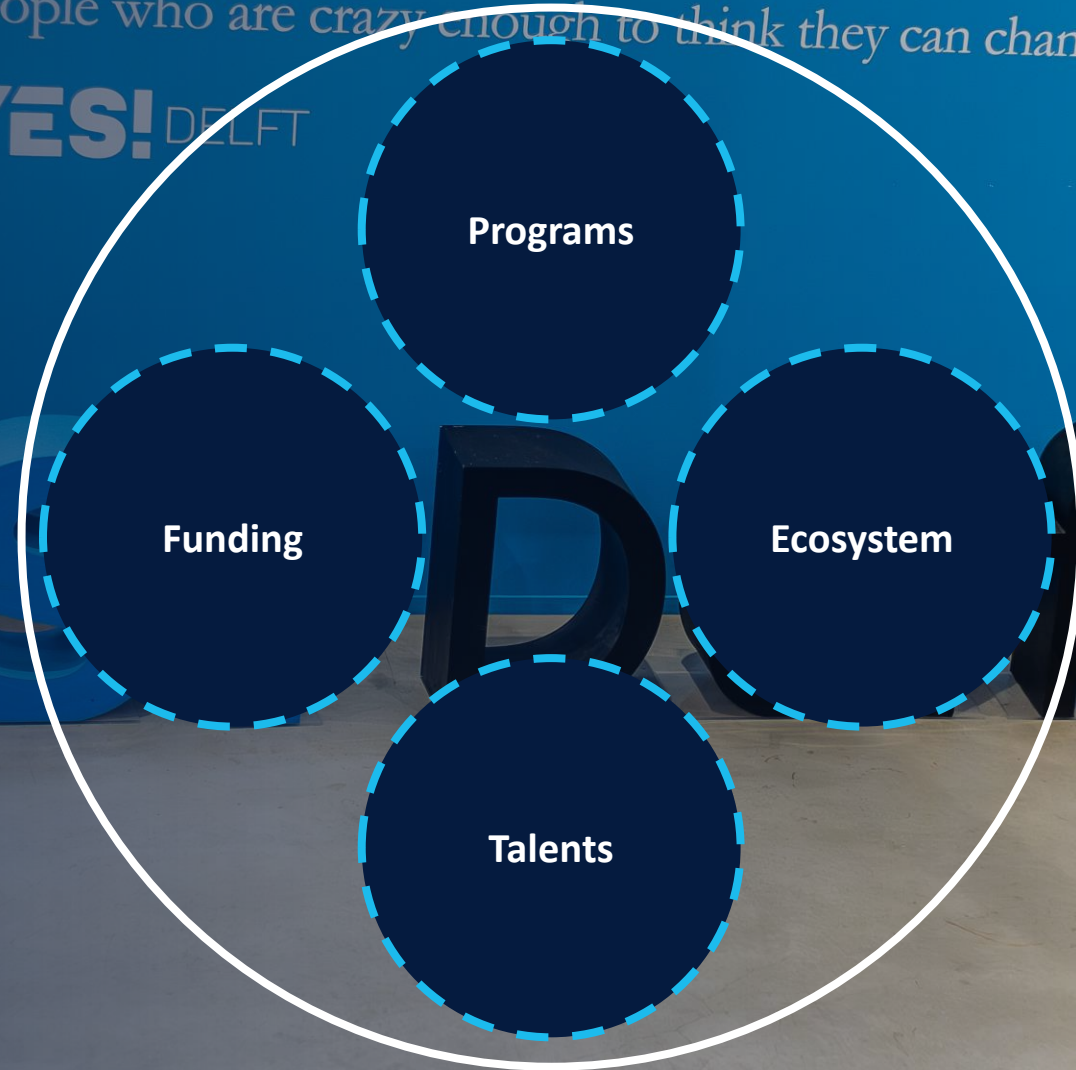 ople who are crazy enough to think they can chan
YES! DELFT
Programs
Funding
Ecosystem
Talents
D